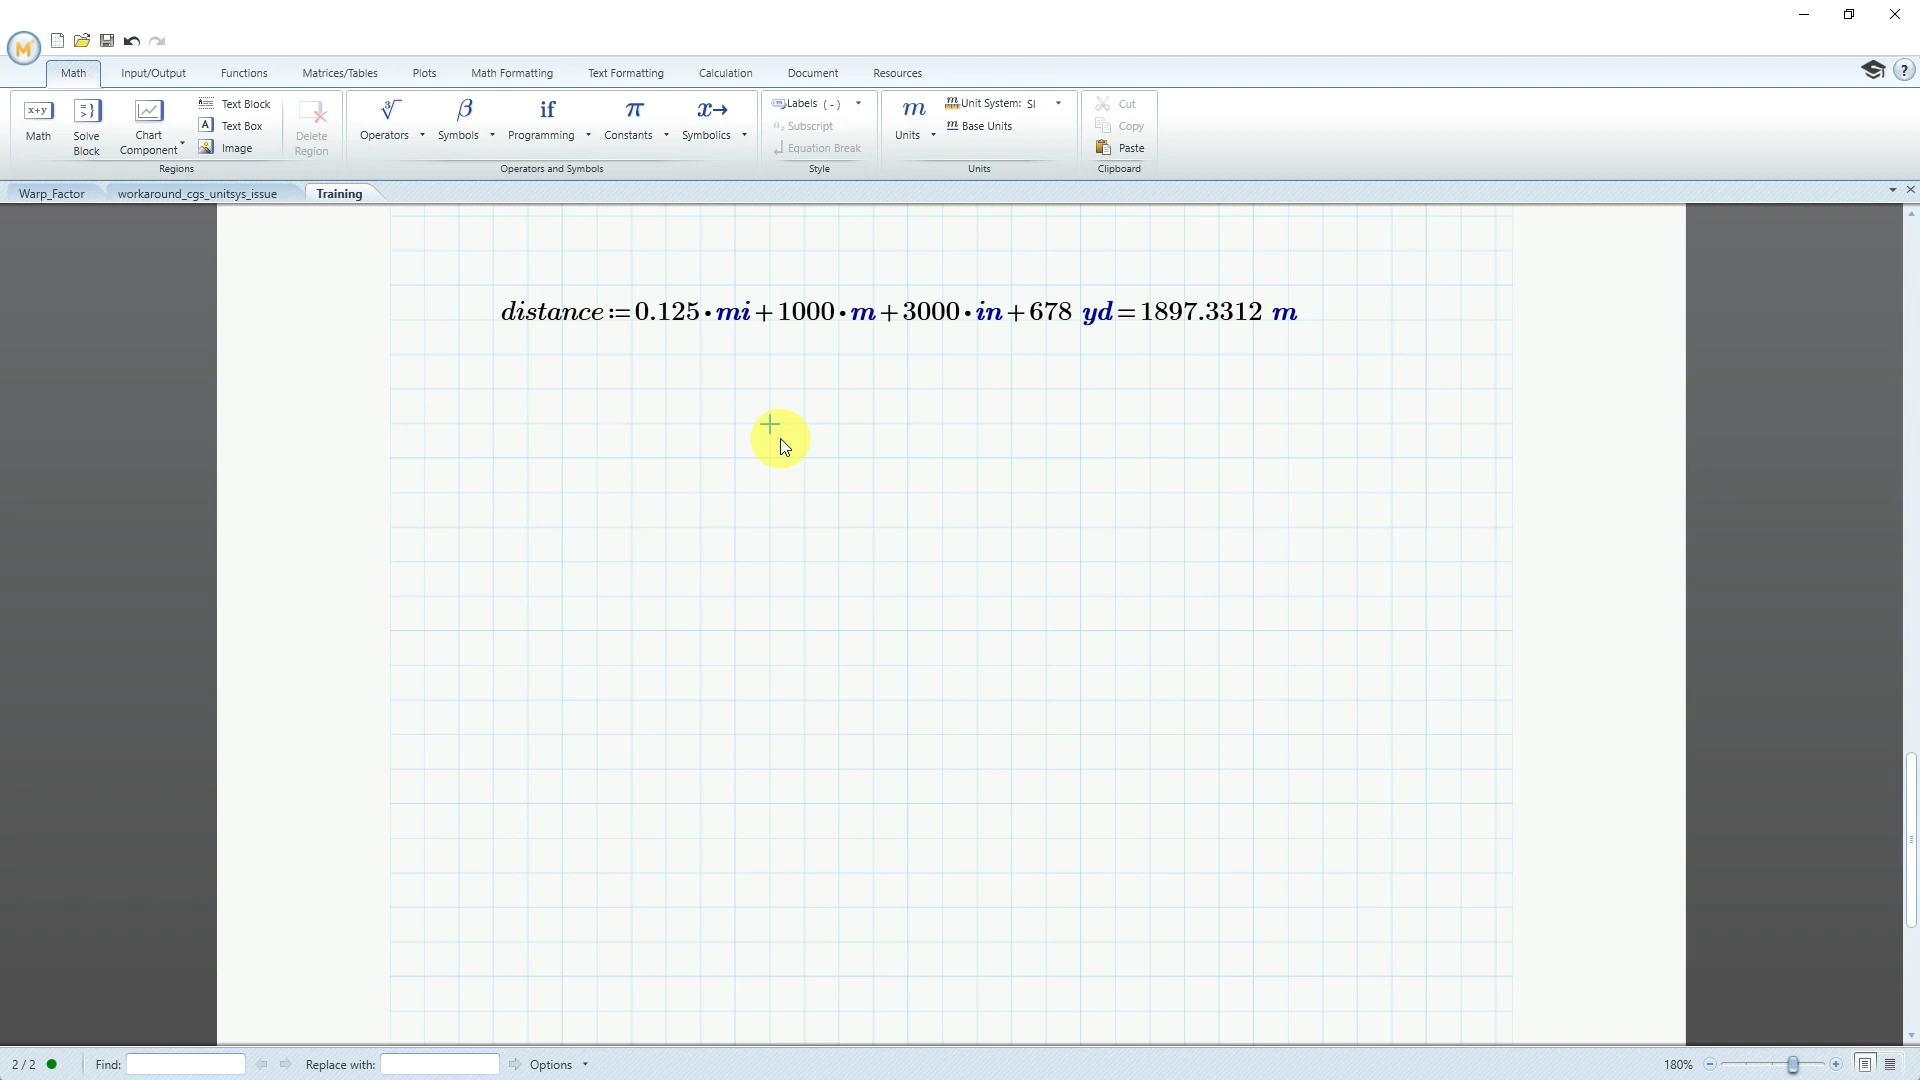 M
Math Input/Output Functions Matrices/Tables Plots Math Formatting Text Formatting Calculation Document Resources ?
x+y Math
Solve Block
Chart Component
Text Block
A Text Box
Image
Delete Region
Regions
∛ Operators
β Symbols
if Programming
π Constants
x→ Symbolics
Operators and Symbols
Labels (-)
Subscript
Equation Break
Style
m Units
Unit System: SI
Base Units
Units
Cut
Copy
Paste
Clipboard
Warp_Factor workaround_cgs_unitsys_issue Training
distance:=0.125·mi+1000·m+3000·in+678 yd=1897.3312 m
2 / 2 Find: Replace with: Options 180%